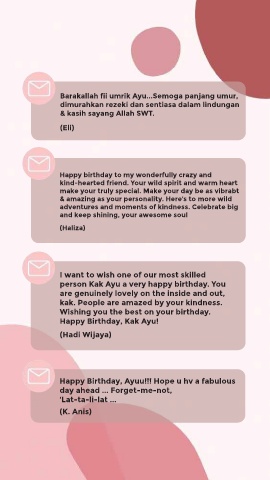 Barakallah fii umrik Ayu...Semoga panjang umur,
dimurahkan rezeki dan sentiasa dalam lindungan
& kasih sayang Allah SWT.
(Eli)
Happy birthday to my wonderfully crazy and
kind-hearted friend. Your wild spirit and warm heart
make your truly special. Make your day be as vibrabt
& amazing as your personality. Here's to more wild
adventures and moments of kindness. Celebrate big
and keep shining, your awesome soul
(Haliza)
I want to wish one of our most skilled
person Kak Ayu a very happy birthday. You
are genuinely lovely on the inside and out,
kak. People are amazed by your kindness.
Wishing you the best on your birthday.
Happy Birthday, Kak Ayu!
(Hadi Wijaya)
Happy Birthday, Ayuu!!! Hope u hv a fabulous
day ahead ... Forget-me-not,
'Lat-ta-li-lat ...
(K. Anis)